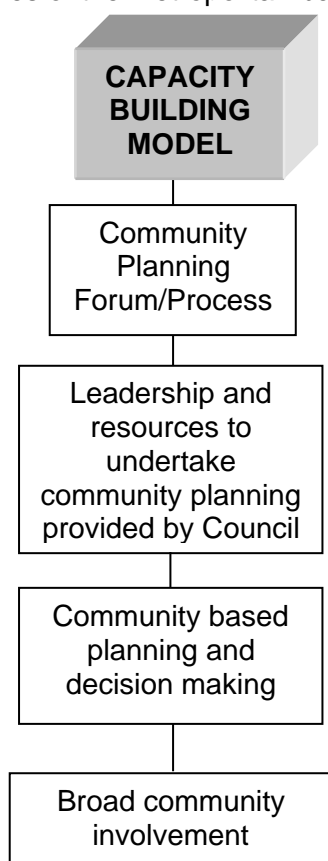 CAPACITY
BUILDING
MODEL
Community
Planning
Forum/Process
Leadership and
resources to
undertake
community planning
provided by Council
Community based
planning and
decision making
Broad community
involvement